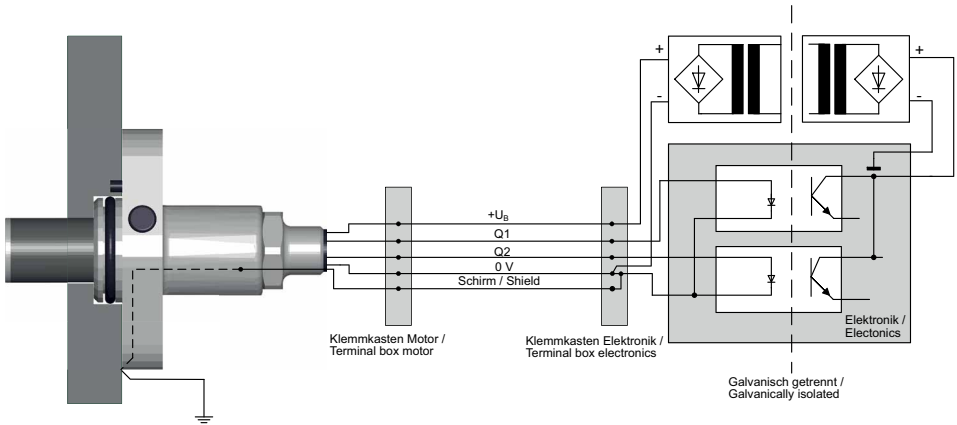 +
-
+
-
+U_B
Q1
Q2
0 V
Schirm / Shield
Klemmkasten Motor /
Terminal box motor
Klemmkasten Elektronik /
Terminal box electronics
Elektronik /
Electonics
Galvanisch getrennt /
Galvanically isolated